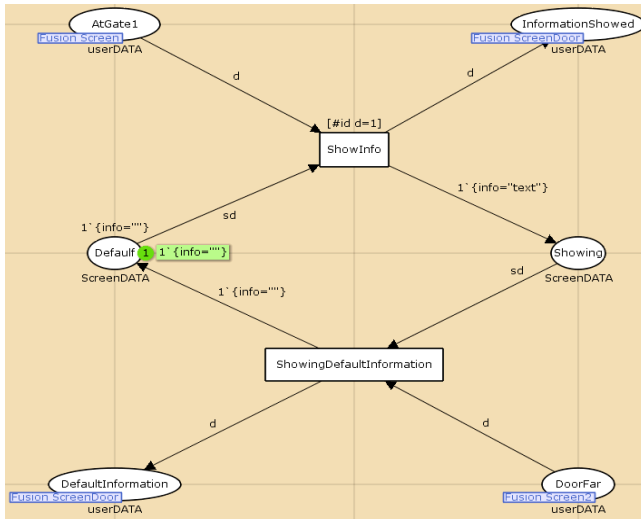 AtGate1
Fusion Screen
userDATA
InformationShowed
Fusion ScreenDoor
userDATA
d
d
[#id d=1]
ShowInfo
1`{info="text"}
sd
1`{info=""}
Defaulf
1
1`{info=""}
ScreenDATA
Showing
ScreenDATA
sd
1`{info=""}
ShowingDefaultInformation
d
d
DefaultInformation
Fusion ScreenDoor
userDATA
DoorFar
Fusion Screen2
userDATA